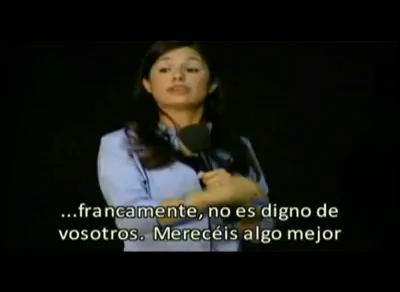 ...francamente, no es digno de
vosotros. Merecéis algo mejor